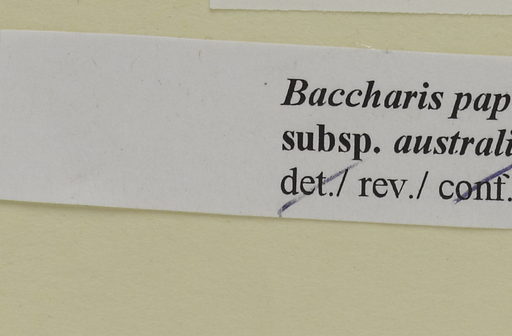 Baccharis pap
subsp. australi
det./ rev./ conf.